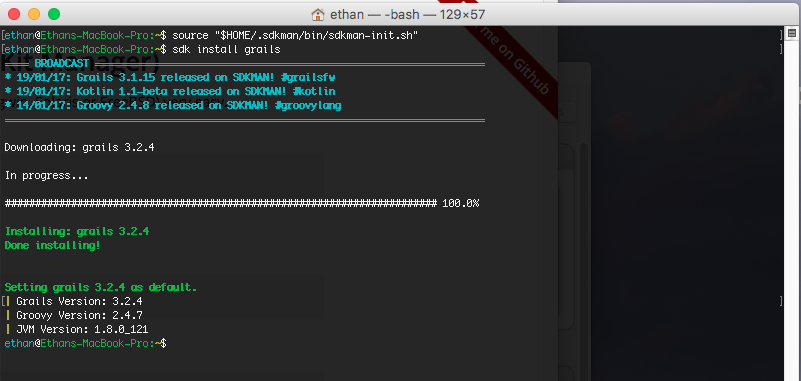 ethan — -bash — 129×57
[ethan@Ethans-MacBook-Pro:~$ source "$HOME/.sdkman/bin/sdkman-init.sh" ]
[ethan@Ethans-MacBook-Pro:~$ sdk install grails ]
==== BROADCAST =================================================================
* 19/01/17: Grails 3.1.15 released on SDKMAN! #grailsfw
* 19/01/17: Kotlin 1.1-beta released on SDKMAN! #kotlin
* 14/01/17: Groovy 2.4.8 released on SDKMAN! #groovylang
================================================================================
Downloading: grails 3.2.4
In progress...
######################################################################## 100.0%
Installing: grails 3.2.4
Done installing!
Setting grails 3.2.4 as default.
[| Grails Version: 3.2.4 ]
| Groovy Version: 2.4.7
| JVM Version: 1.8.0_121
ethan@Ethans-MacBook-Pro:~$
me on Github
Manager)